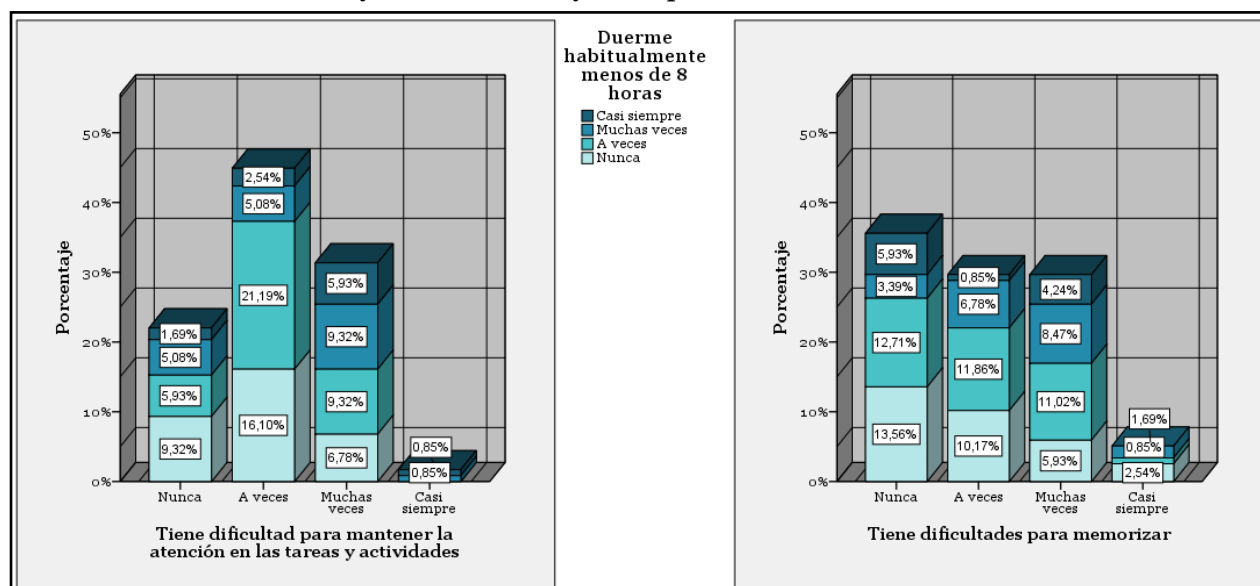 50%
40%
30%
20%
10%
0%
Porcentaje
2,54%
5,08%
21,19%
16,10%
1,69%
5,08%
5,93%
9,32%
5,93%
9,32%
9,32%
6,78%
0,85%
0,85%
Nunca
A veces
Muchas
veces
Casi
siempre
Tiene dificultad para mantener la
atención en las tareas y actividades
Duerme
habitualmente
menos de 8
horas
Casi siempre
Muchas veces
A veces
Nunca
50%
40%
30%
20%
10%
0%
Porcentaje
5,93%
3,39%
12,71%
13,56%
0,85%
6,78%
11,86%
10,17%
4,24%
8,47%
11,02%
5,93%
1,69%
0,85%
2,54%
Nunca
A veces
Muchas
veces
Casi
siempre
Tiene dificultades para memorizar